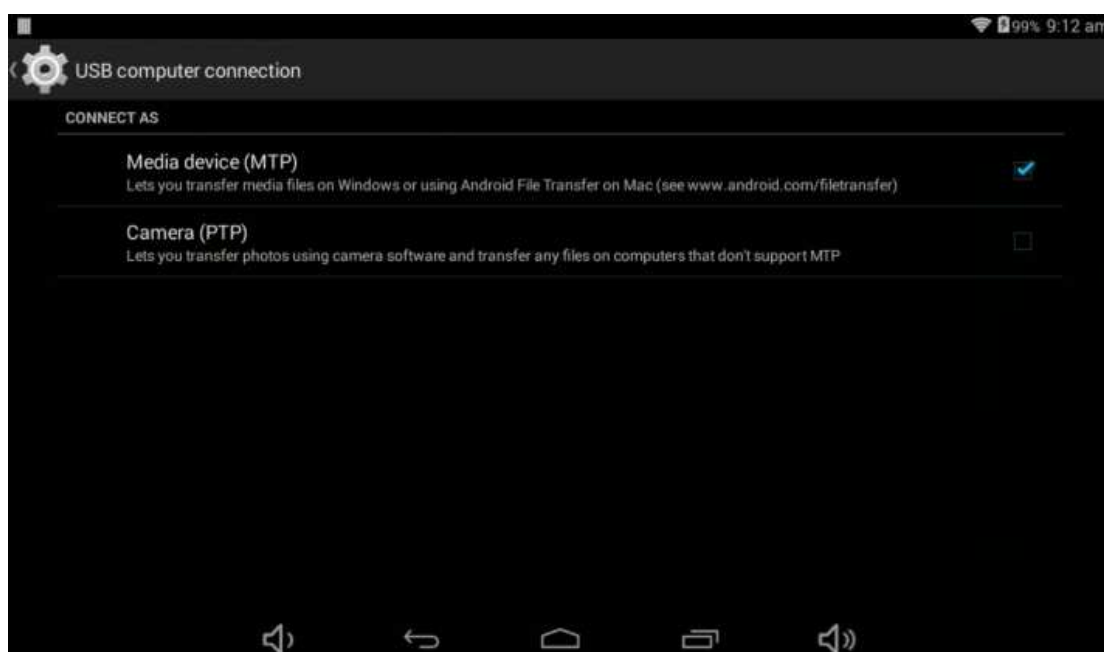 99% 9:12 am
USB computer connection
CONNECT AS
Media device (MTP)
Lets you transfer media files on Windows or using Android File Transfer on Mac (see www.android.com/filetransfer)
Camera (PTP)
Lets you transfer photos using camera software and transfer any files on computers that don't support MTP